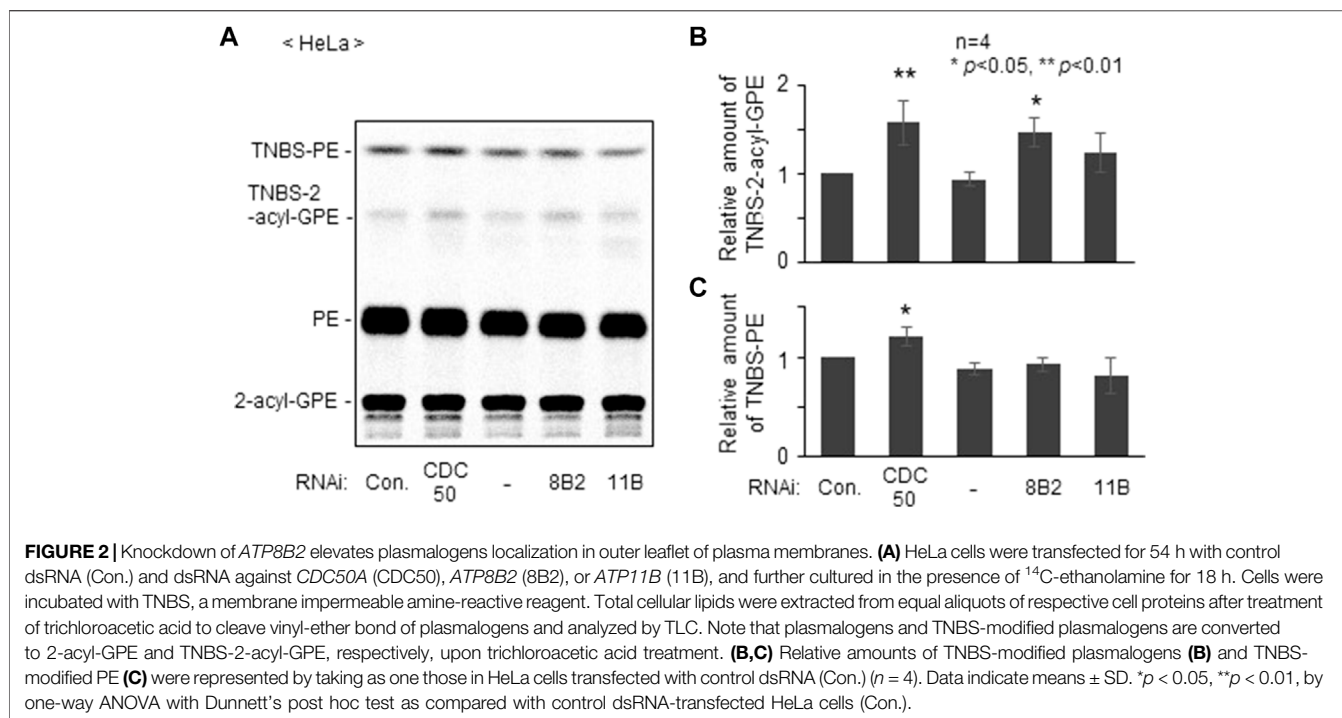 A
< HeLa >
TNBS-PE -
TNBS-2
-acyl-GPE -
PE -
2-acyl-GPE -
RNAi: Con. CDC 50 - 8B2 11B
B
n=4
* p<0.05, ** p<0.01
Relative amount of
TNBS-2-acyl-GPE
2
1
0
**
*
C
Relative amount
of TNBS-PE
1
0
*
RNAi: Con. CDC 50 - 8B2 11B
FIGURE 2 | Knockdown of ATP8B2 elevates plasmalogens localization in outer leaflet of plasma membranes. (A) HeLa cells were transfected for 54 h with control
dsRNA (Con.) and dsRNA against CDC50A (CDC50), ATP8B2 (8B2), or ATP11B (11B), and further cultured in the presence of ¹⁴C-ethanolamine for 18 h. Cells were
incubated with TNBS, a membrane impermeable amine-reactive reagent. Total cellular lipids were extracted from equal aliquots of respective cell proteins after treatment
of trichloroacetic acid to cleave vinyl-ether bond of plasmalogens and analyzed by TLC. Note that plasmalogens and TNBS-modified plasmalogens are converted
to 2-acyl-GPE and TNBS-2-acyl-GPE, respectively, upon trichloroacetic acid treatment. (B,C) Relative amounts of TNBS-modified plasmalogens (B) and TNBS-
modified PE (C) were represented by taking as one those in HeLa cells transfected with control dsRNA (Con.) (n = 4). Data indicate means ± SD. *p < 0.05, **p < 0.01, by
one-way ANOVA with Dunnett's post hoc test as compared with control dsRNA-transfected HeLa cells (Con.).